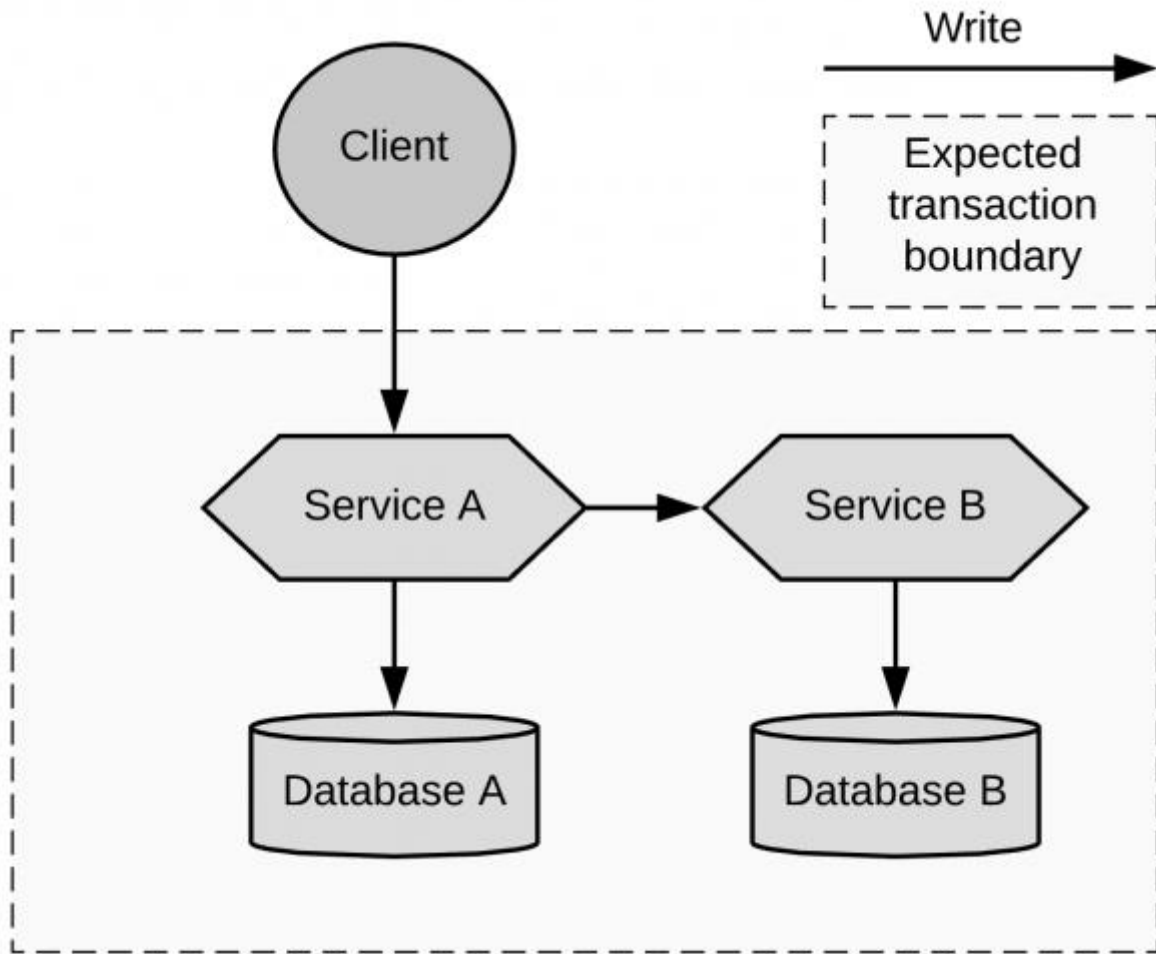 Write
Client
Expected
transaction
boundary
Service A
Service B
Database A
Database B